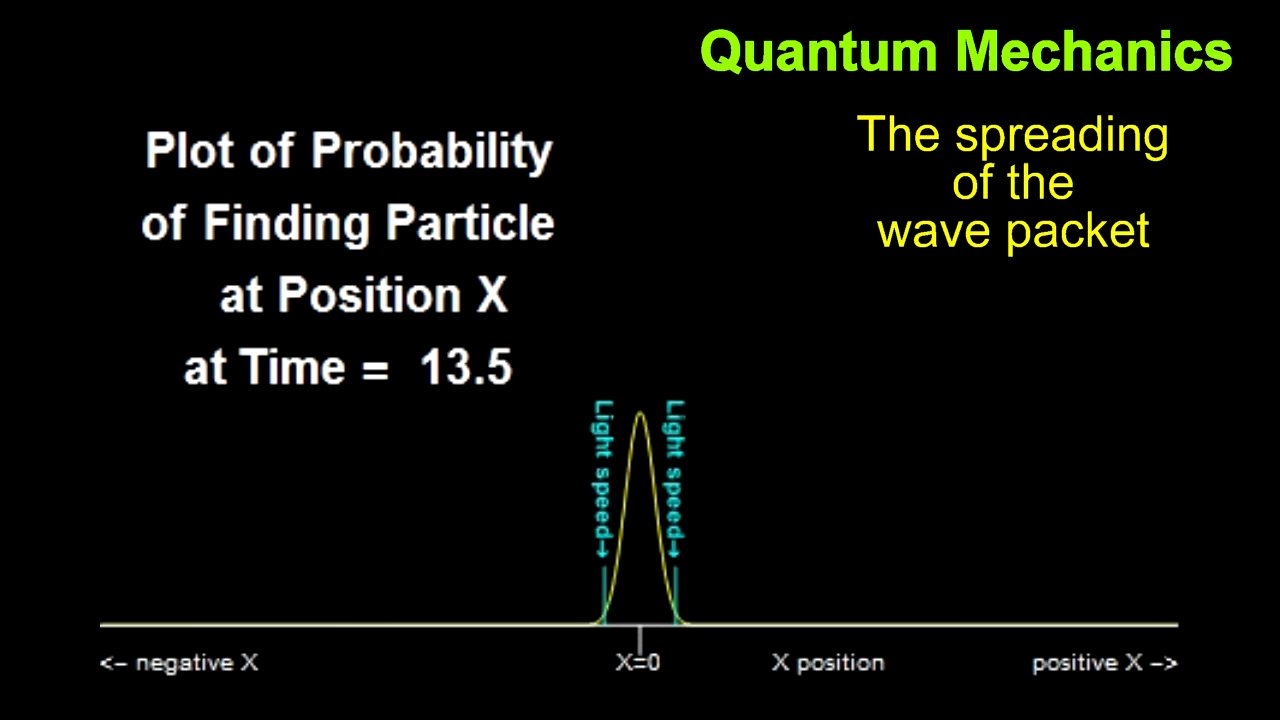 Quantum Mechanics
The spreading
of the
wave packet
Plot of Probability
of Finding Particle
at Position X
at Time = 13.5
Light speed→
Light speed→
<– negative X
X=0
X position
positive X –>